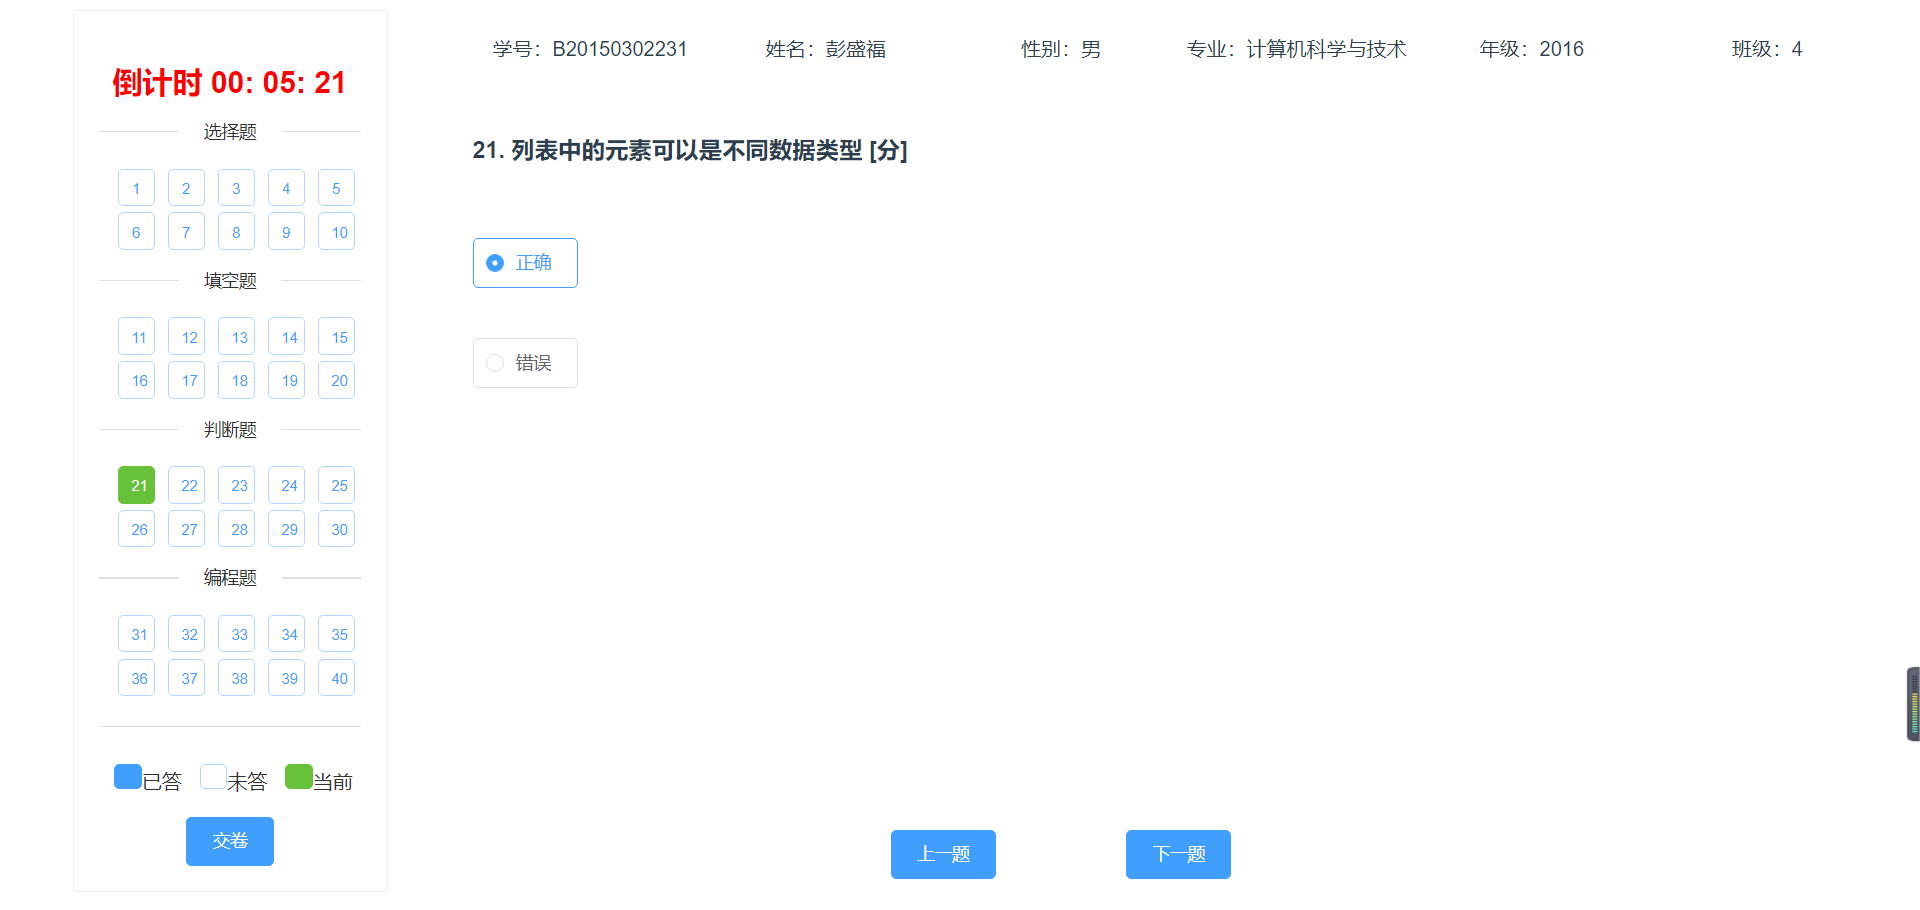 倒计时 00: 05: 21
选择题
1 2 3 4 5
6 7 8 9 10
填空题
11 12 13 14 15
16 17 18 19 20
判断题
21 22 23 24 25
26 27 28 29 30
编程题
31 32 33 34 35
36 37 38 39 40
已答 未答 当前
交卷
学号：B20150302231 姓名：彭盛福 性别：男 专业：计算机科学与技术 年级：2016 班级：4
21. 列表中的元素可以是不同数据类型 [分]
正确
错误
上一题 下一题